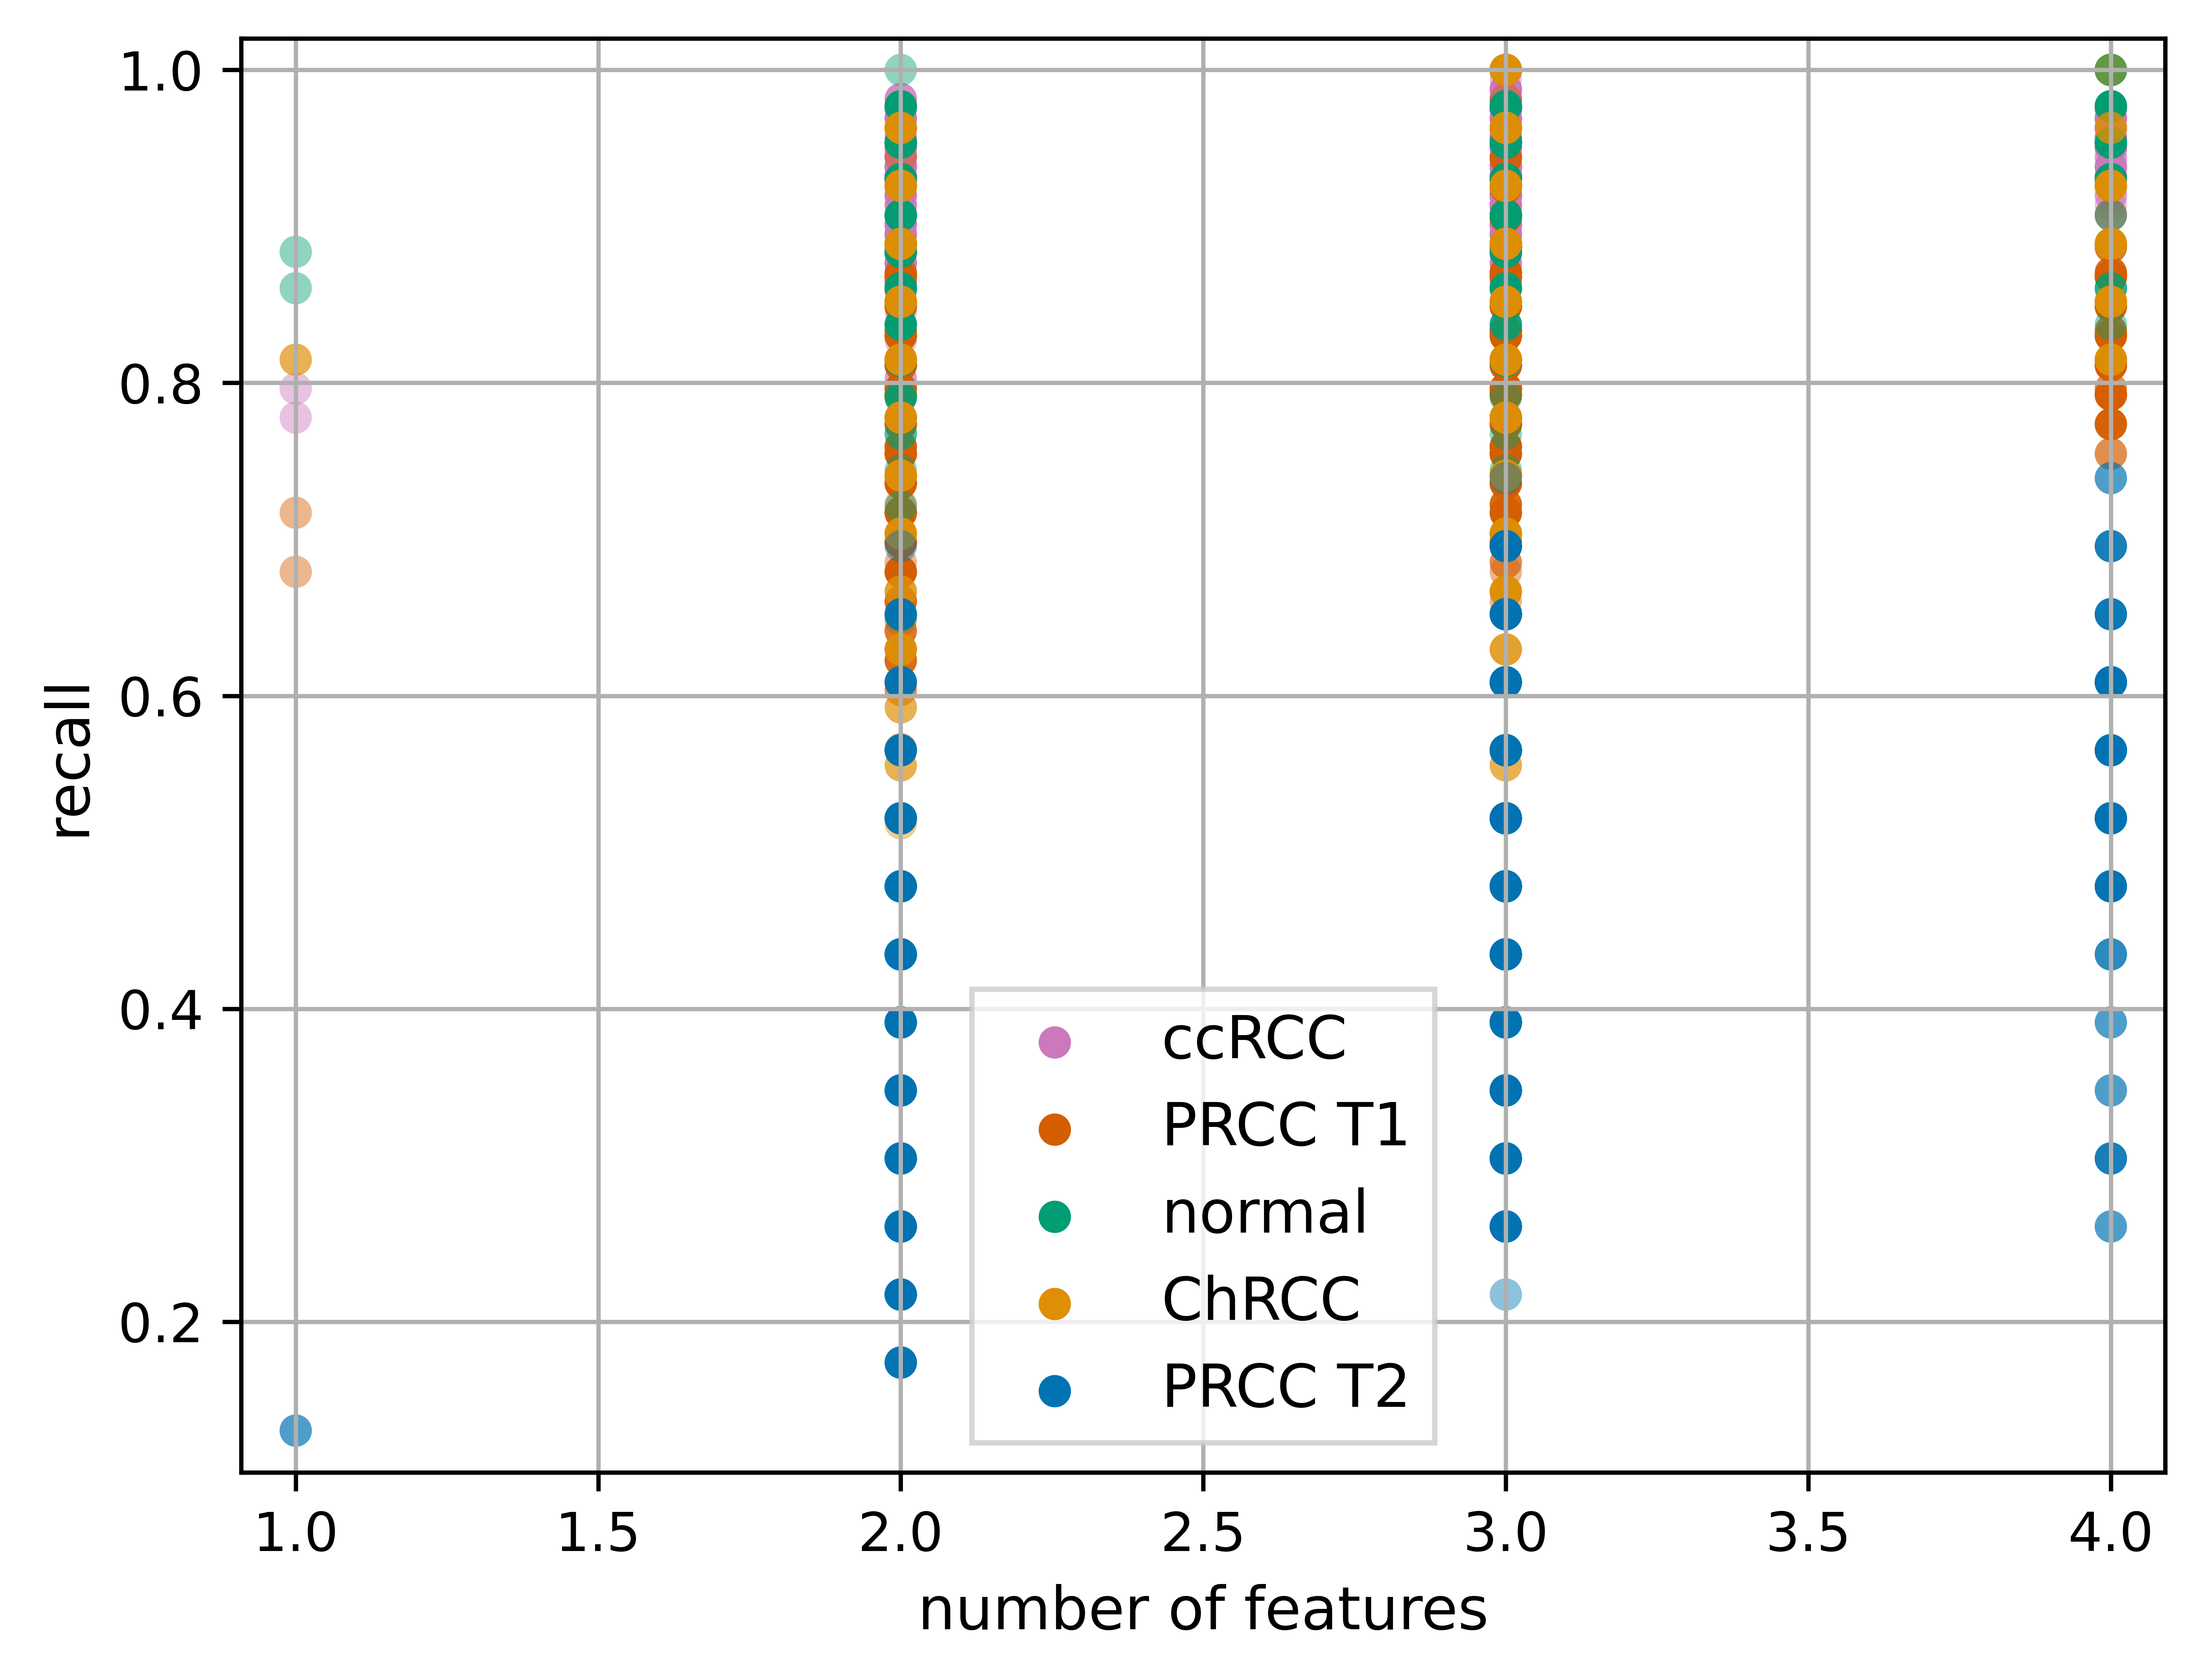 1.0
0.8
0.6
0.4
0.2
recall
ccRCC
PRCC T1
normal
ChRCC
PRCC T2
1.0 1.5 2.0 2.5 3.0 3.5 4.0
number of features